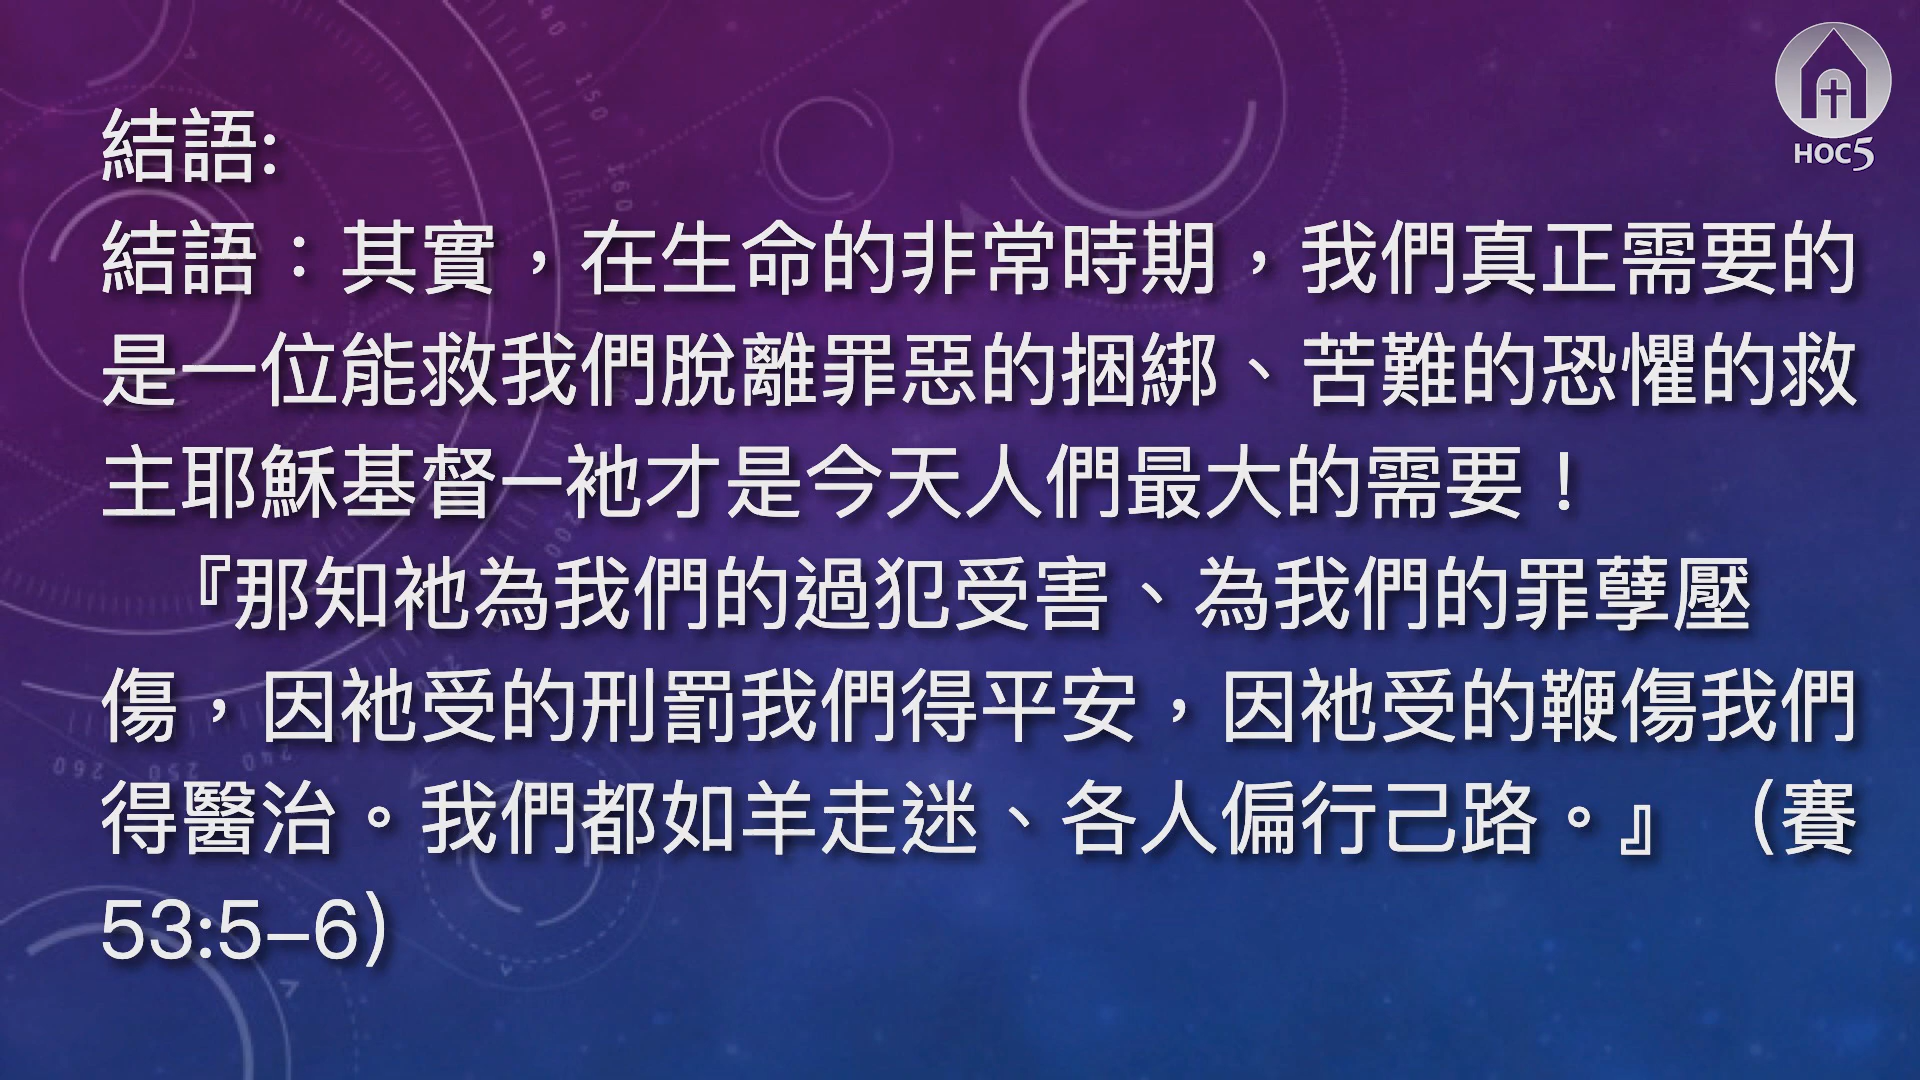 HOC5
結語:
結語：其實，在生命的非常時期，我們真正需要的
是一位能救我們脫離罪惡的捆綁、苦難的恐懼的救
主耶穌基督—祂才是今天人們最大的需要！
『那知祂為我們的過犯受害、為我們的罪孽壓
傷，因祂受的刑罰我們得平安，因祂受的鞭傷我們
得醫治。我們都如羊走迷、各人偏行己路。』（賽
53:5–6)